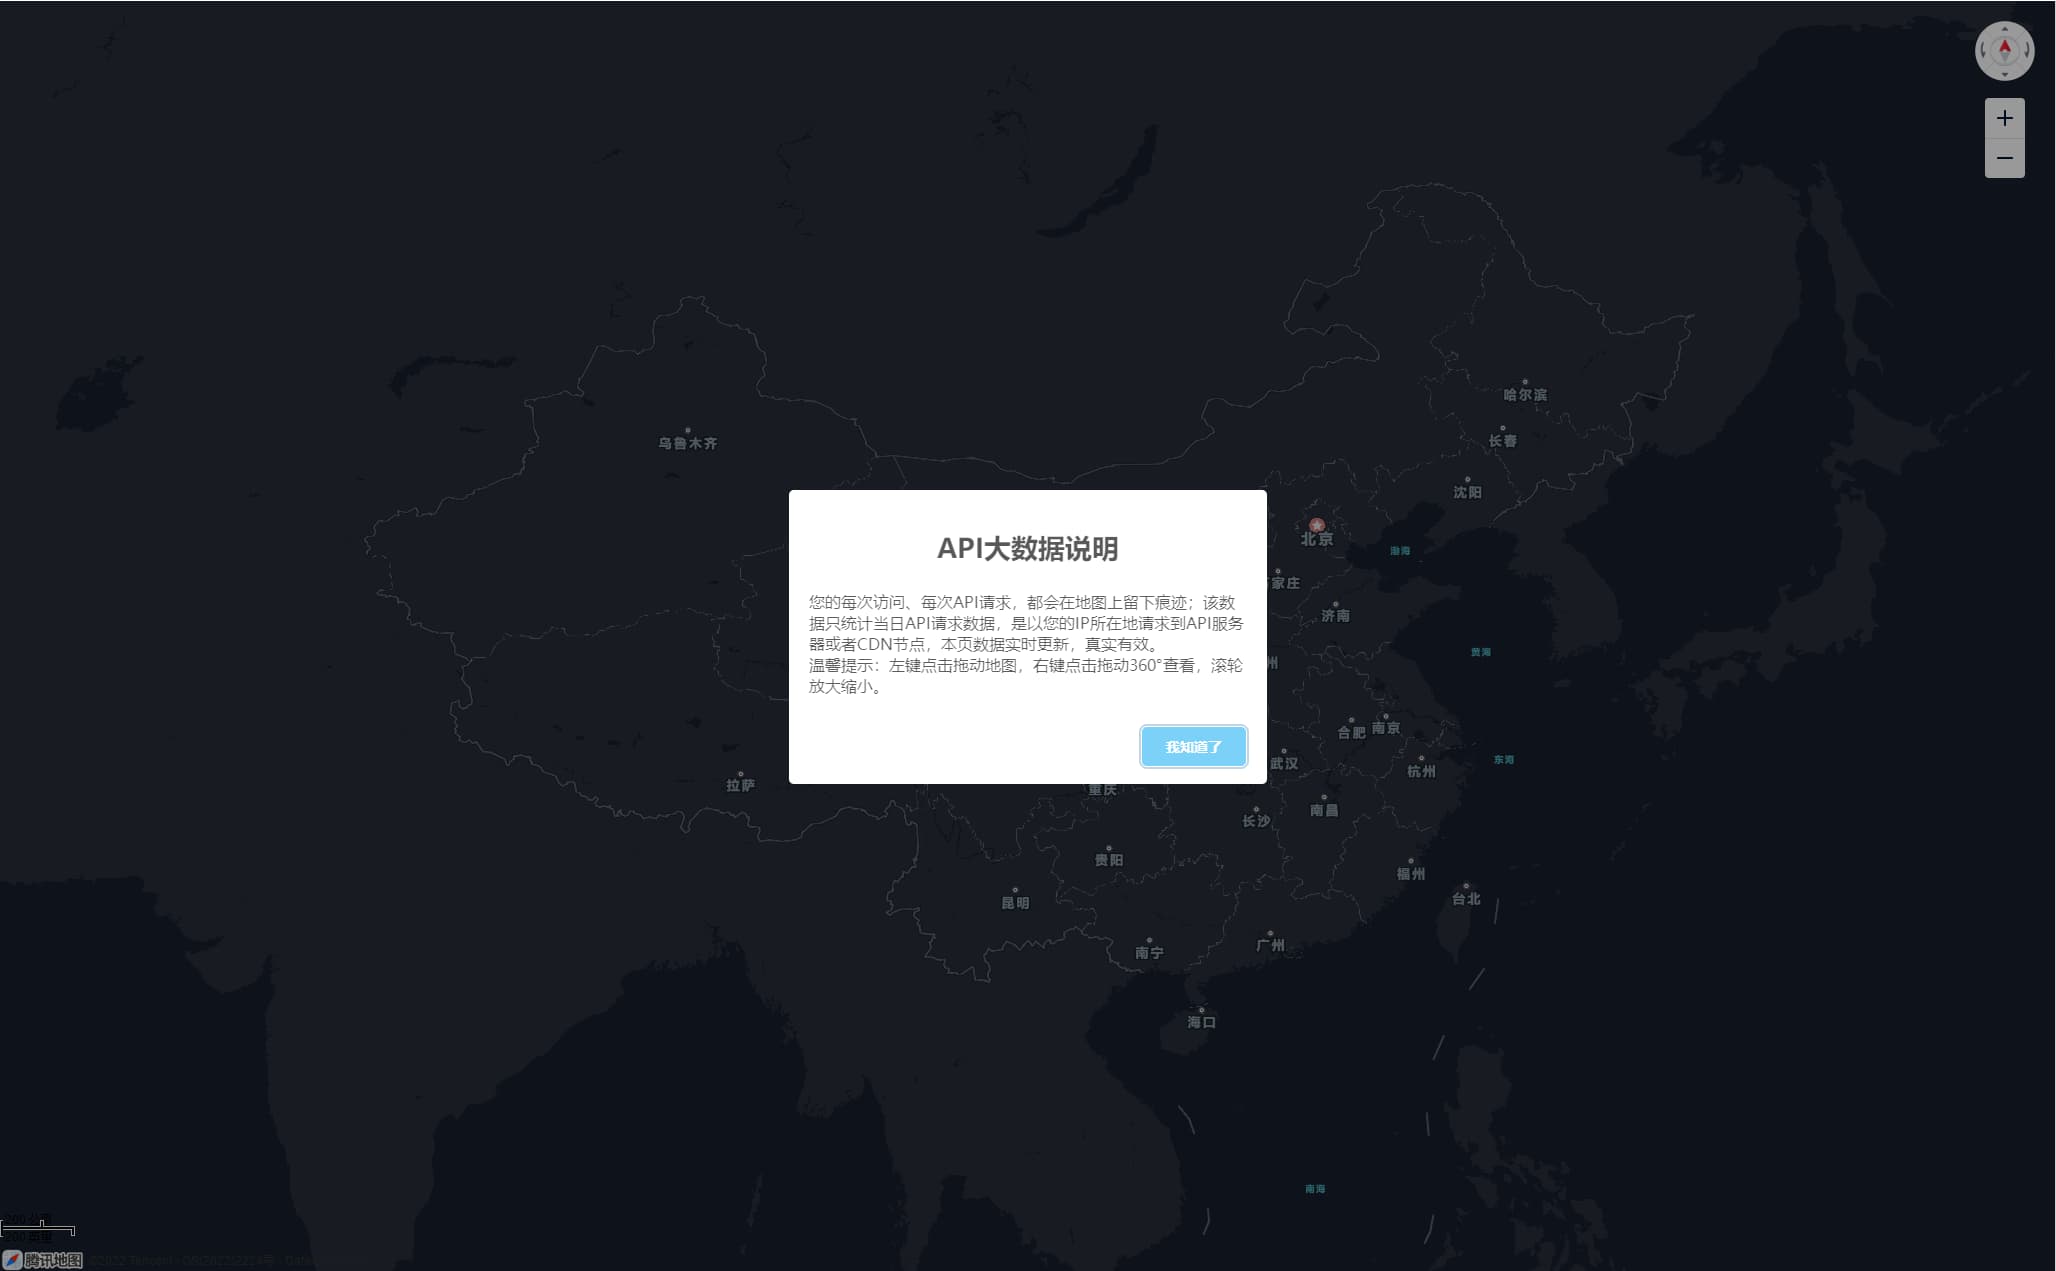 哈尔滨
乌鲁木齐
长春
沈阳
北京
渤海
API大数据说明
家庄
您的每次访问、每次API请求，都会在地图上留下痕迹；该数
济南
据只统计当日API请求数据，是以您的IP所在地请求到API服务
器或者CDN节点，本页数据实时更新，真实有效。
黄海
温馨提示：左键点击拖动地图，右键点击拖动360°查看，滚轮
州
放大缩小。
合肥
南京
我知道了
东海
武汉
杭州
拉萨
重庆
南昌
长沙
贵阳
福州
台北
昆明
广州
南宁
海口
南海
腾讯地图